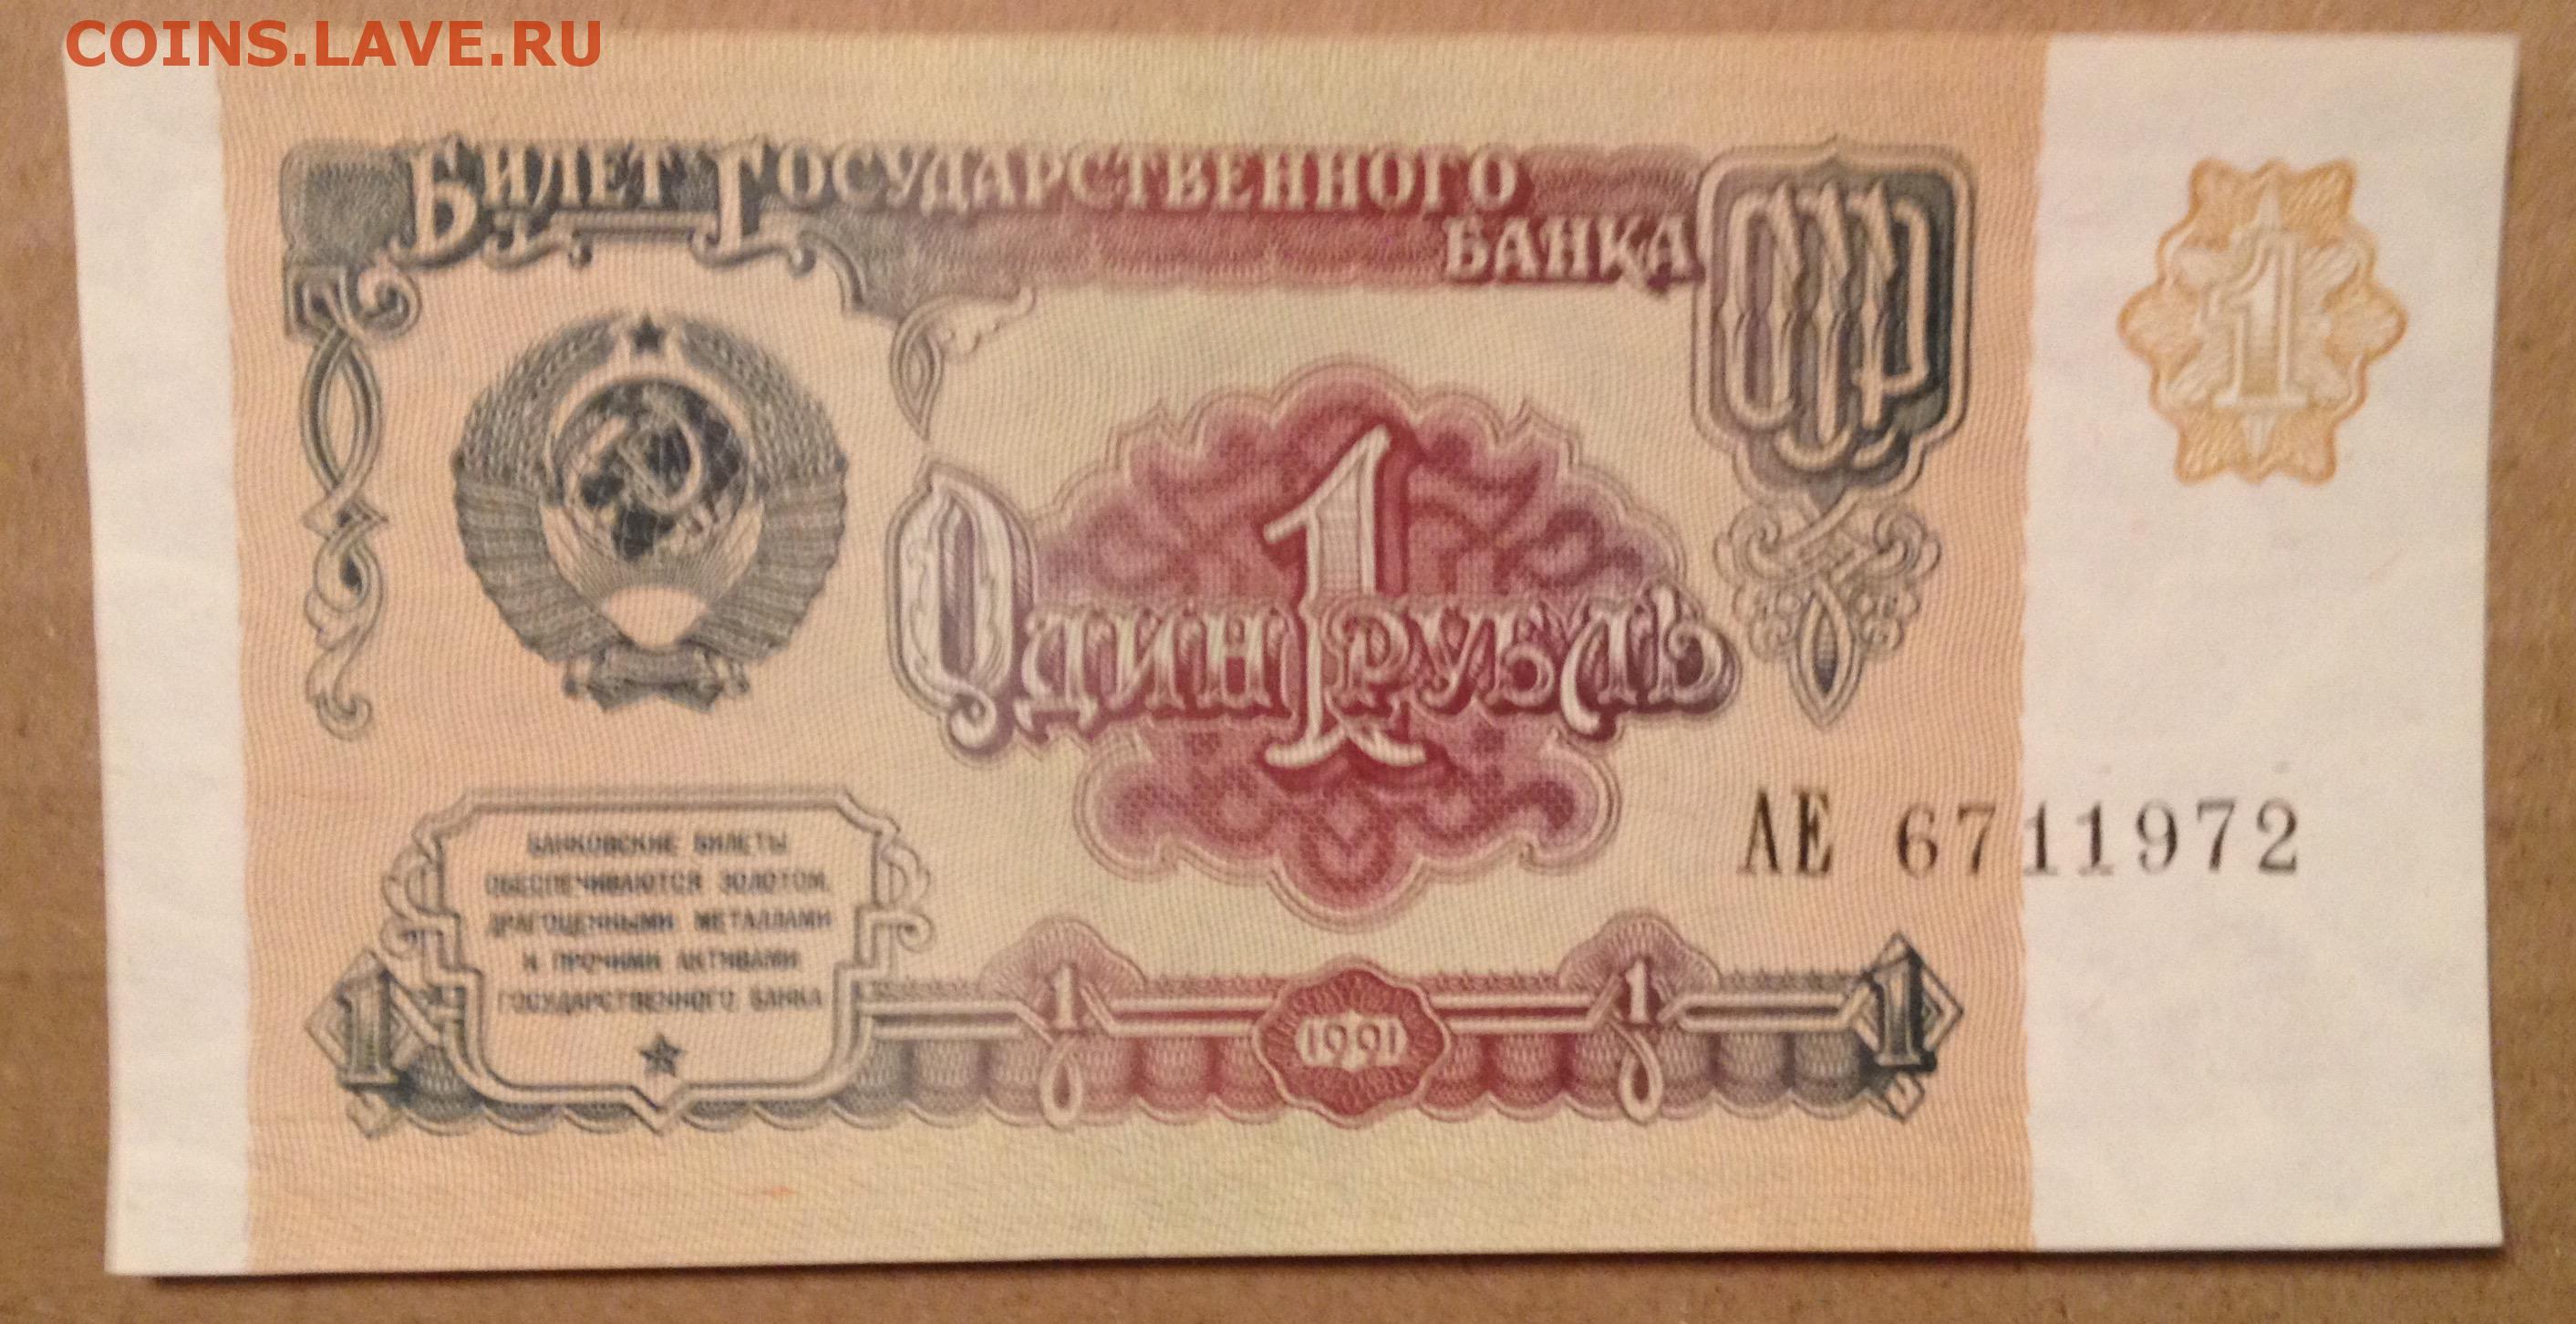 COINS.LAVE.RU
БИЛЕТ ГОСУДАРСТВЕННОГО
БАНКА СССР
1
1
ОДИН РУБЛЬ
АЕ 6711972
БАНКОВСКИЕ БИЛЕТЫ
ОБЕСПЕЧИВАЮТСЯ ЗОЛОТОМ,
ДРАГОЦЕННЫМИ МЕТАЛЛАМИ
И ПРОЧИМИ АКТИВАМИ
ГОСУДАРСТВЕННОГО БАНКА
1 1 1991 1 1